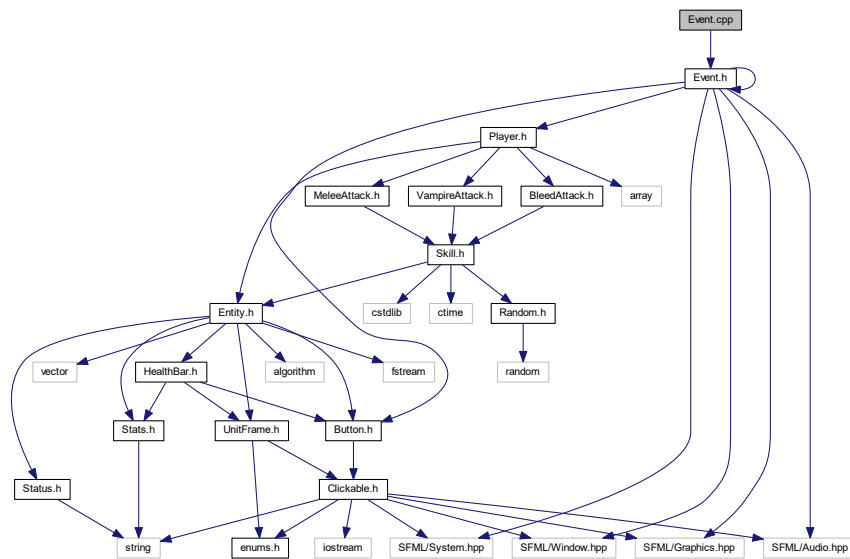 Event.cpp
Event.h
Player.h
MeleeAttack.h
VampireAttack.h
BleedAttack.h
array
Skill.h
Entity.h
cstdlib
ctime
Random.h
vector
HealthBar.h
algorithm
fstream
random
Stats.h
UnitFrame.h
Button.h
Status.h
Clickable.h
string
enums.h
iostream
SFML/System.hpp
SFML/Window.hpp
SFML/Graphics.hpp
SFML/Audio.hpp